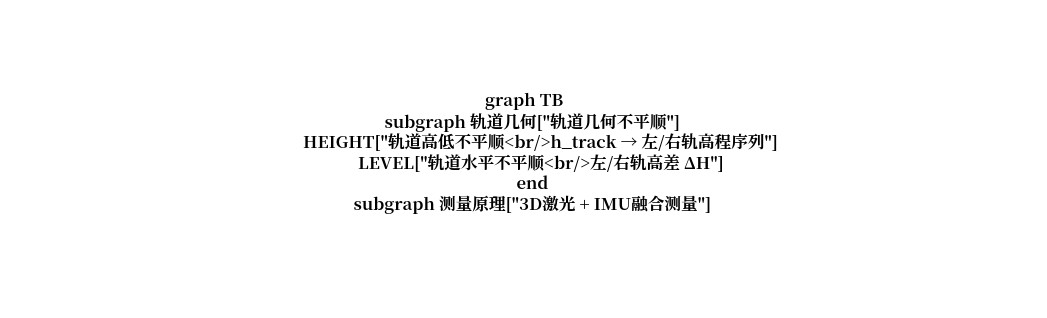 graph TB
subgraph 轨道几何["轨道几何不平顺"]
HEIGHT["轨道高低不平顺<br/>h_track → 左/右轨高程序列"]
LEVEL["轨道水平不平顺<br/>左/右轨高差 ΔH"]
end
subgraph 测量原理["3D激光 + IMU融合测量"]